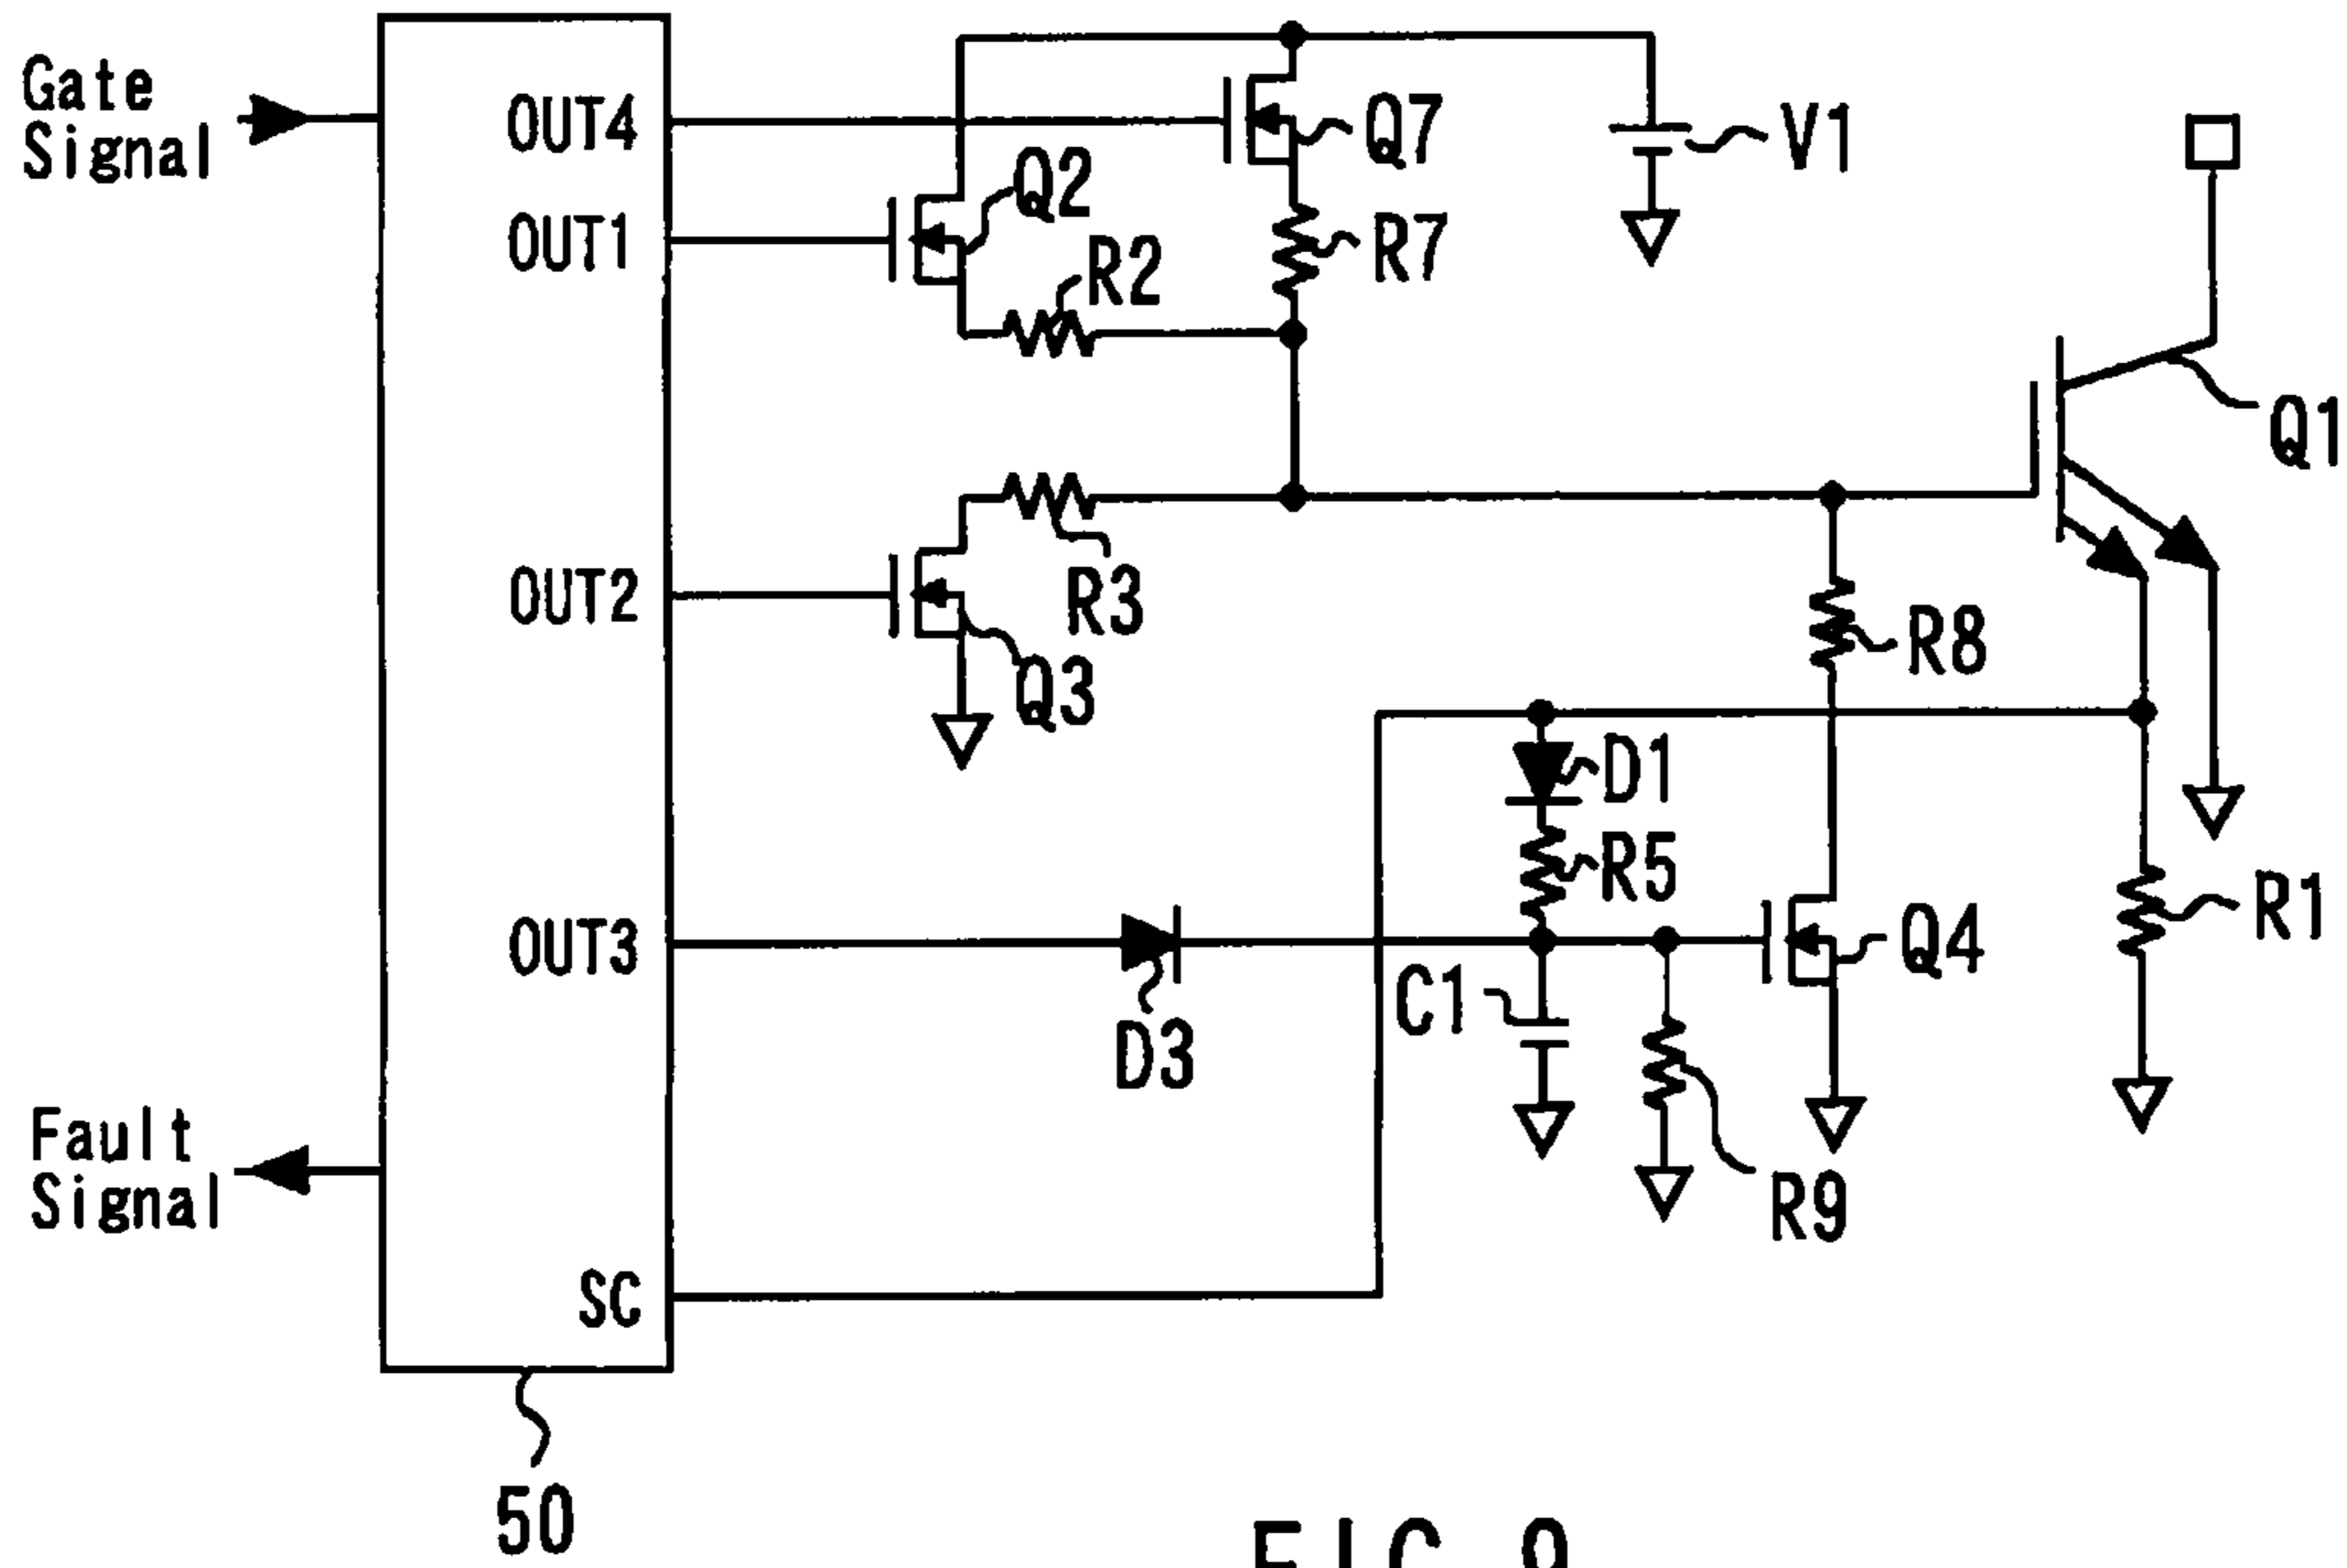 Gate
Signal
OUT4
Q7
V1
Q2
OUT1
R2
R7
Q1
OUT2
R3
R8
Q3
D1
R5
OUT3
Q4
R1
C1
D3
Fault
Signal
R9
SC
50